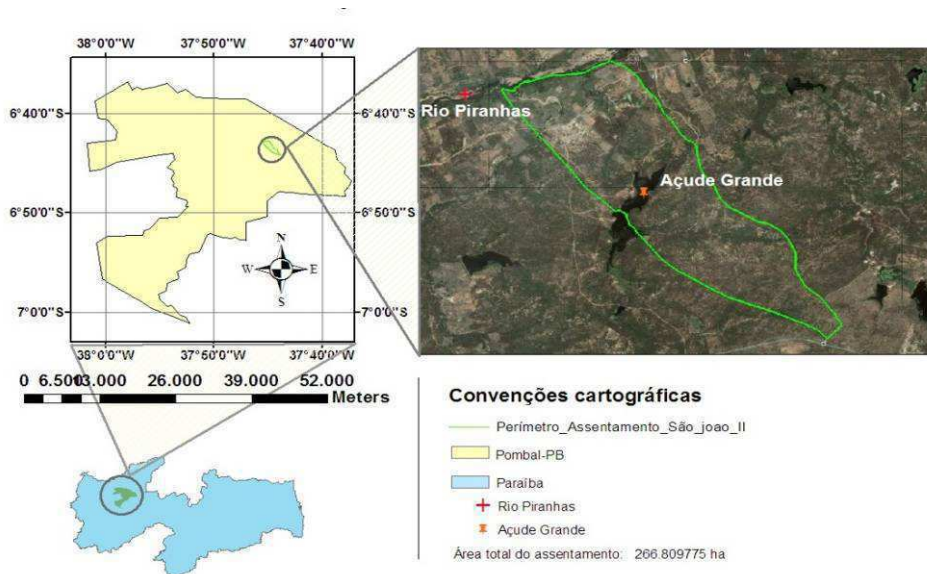 38°0'0"W 37°50'0"W 37°40'0"W
6°40'0"S 6°40'0"S
6°50'0"S 6°50'0"S
7°0'0"S 7°0'0"S
38°0'0"W 37°50'0"W 37°40'0"W
N
W E
S
Rio Piranhas
Açude Grande
0 6.50013.000 26.000 39.000 52.000
Meters
Convenções cartográficas
Perímetro_Assentamento_São_joao_II
Pombal-PB
Paraíba
Rio Piranhas
Açude Grande
Área total do assentamento: 266.809775 ha